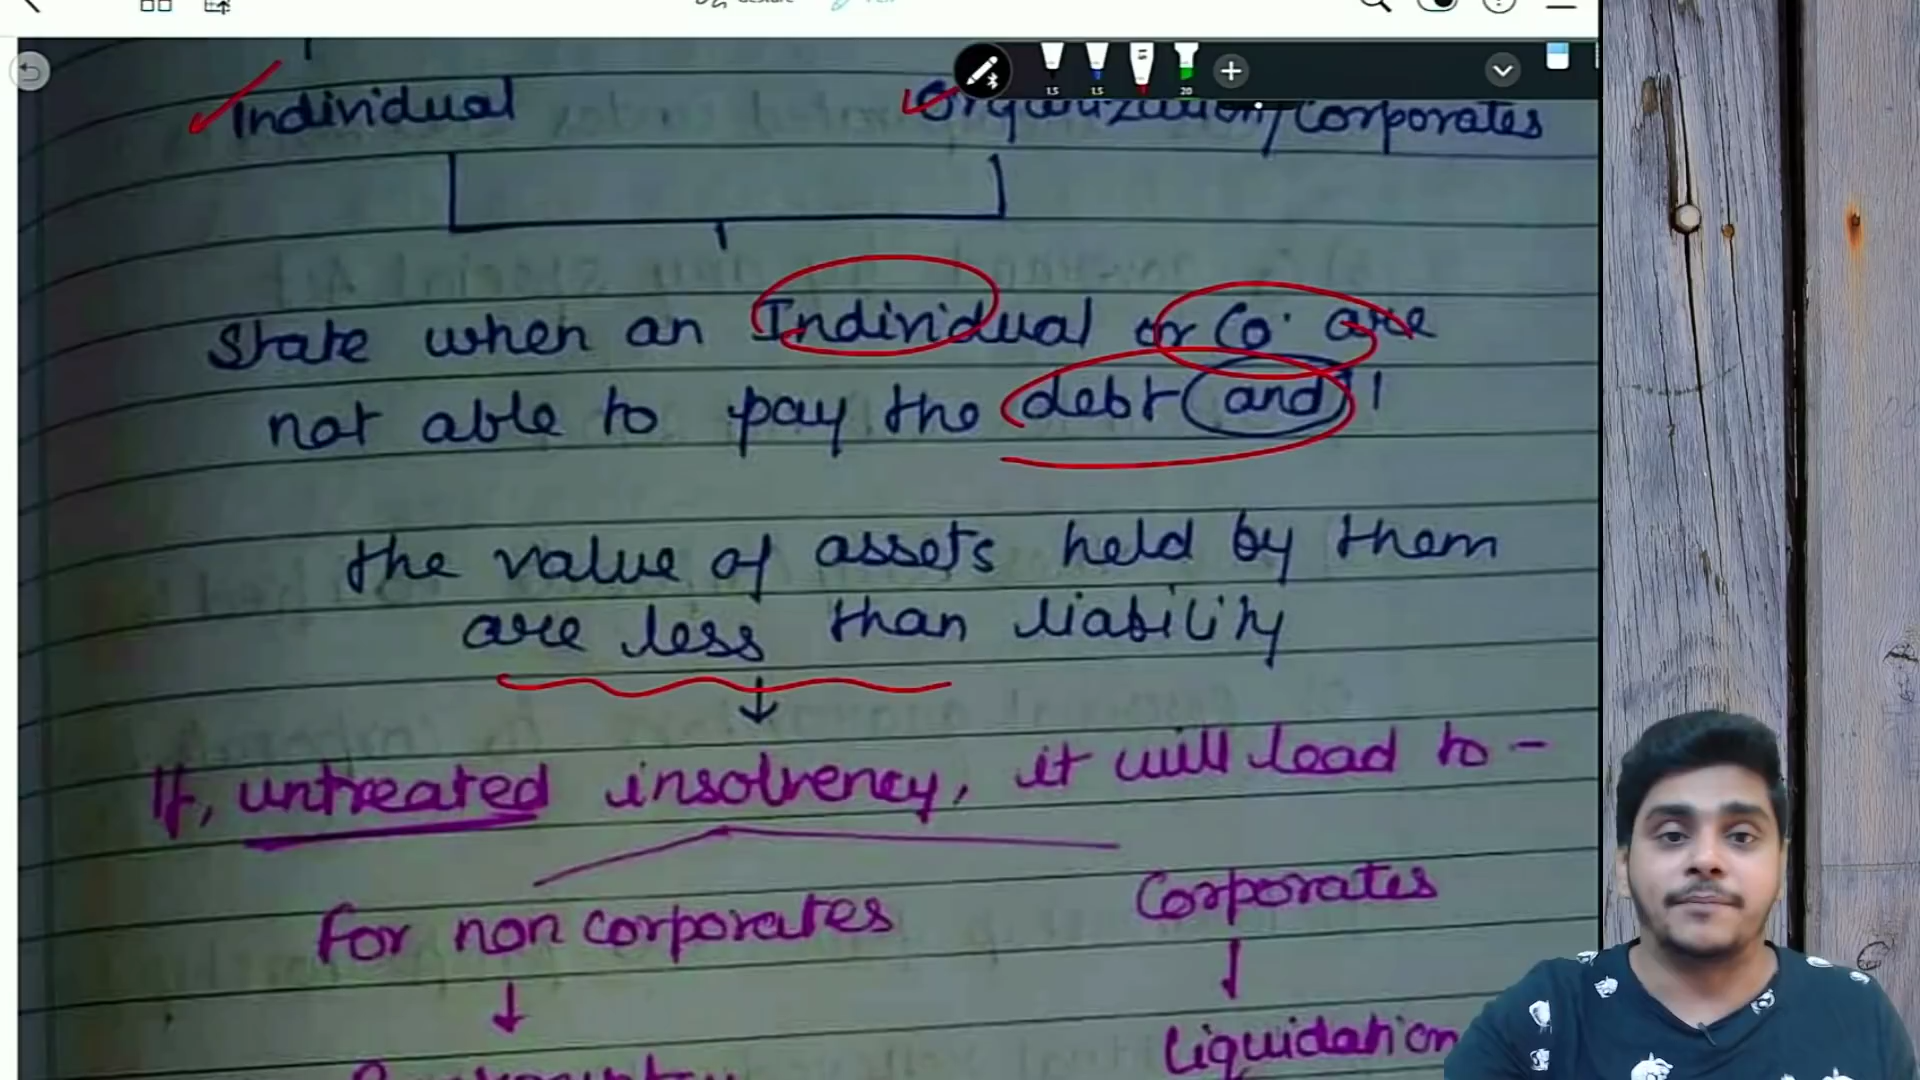 Individual Organization/Corporates
State when an Individual or Co. are
not able to pay the debt and
the value of assets held by them
are less than liability
If, untreated insolvency, it will lead to -
For non corporates Corporates
Liquidation